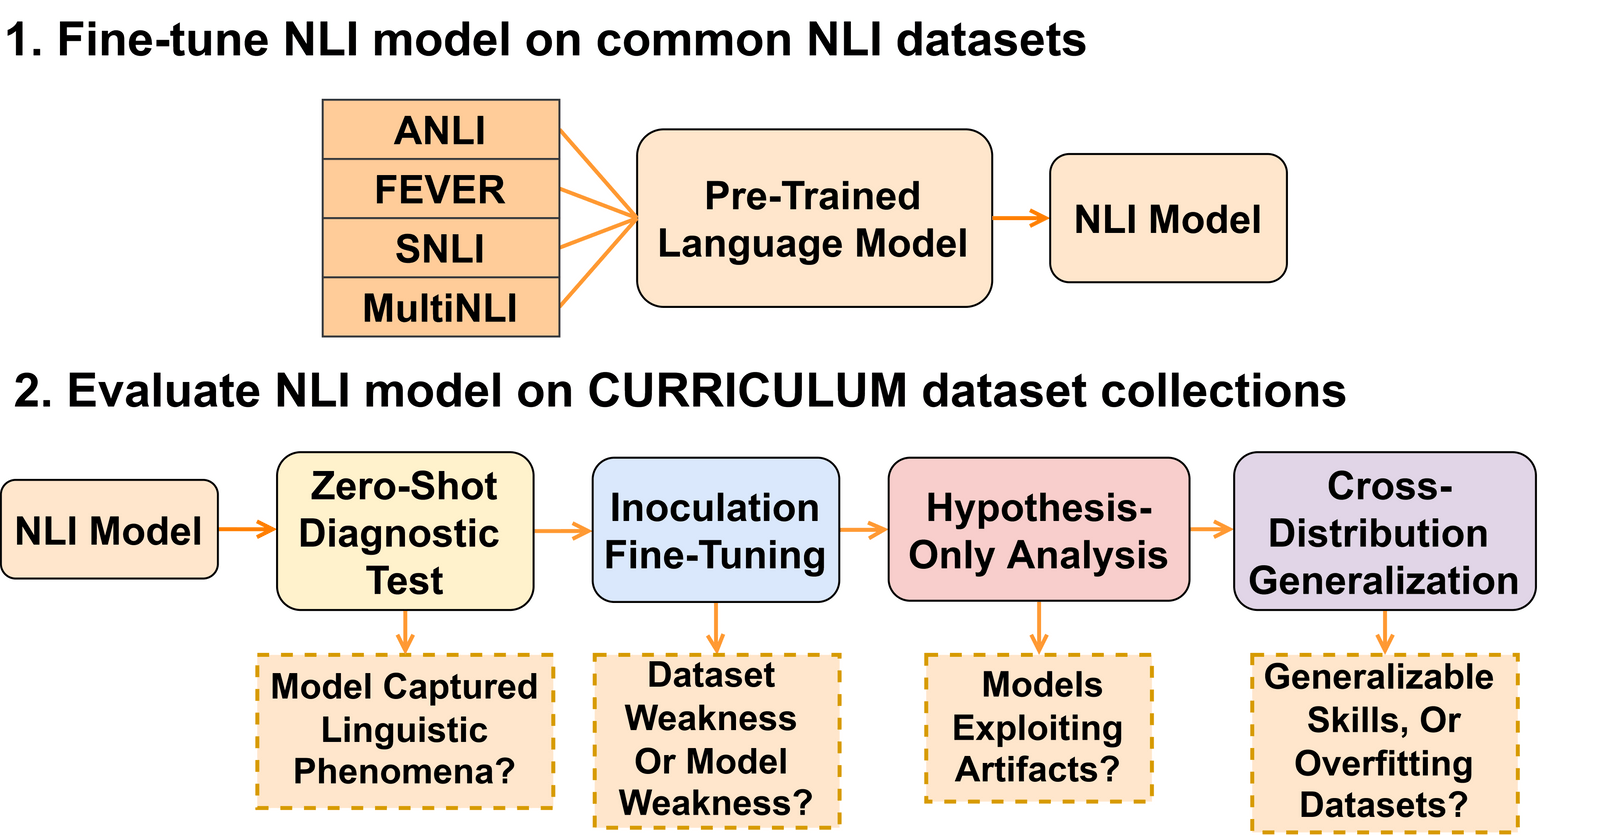 1. Fine-tune NLI model on common NLI datasets
ANLI
FEVER
SNLI
MultiNLI
Pre-Trained
Language Model
NLI Model
2. Evaluate NLI model on CURRICULUM dataset collections
NLI Model
Zero-Shot
Diagnostic
Test
Inoculation
Fine-Tuning
Hypothesis-
Only Analysis
Cross-
Distribution
Generalization
Model Captured
Linguistic
Phenomena?
Dataset
Weakness
Or Model
Weakness?
Models
Exploiting
Artifacts?
Generalizable
Skills, Or
Overfitting
Datasets?